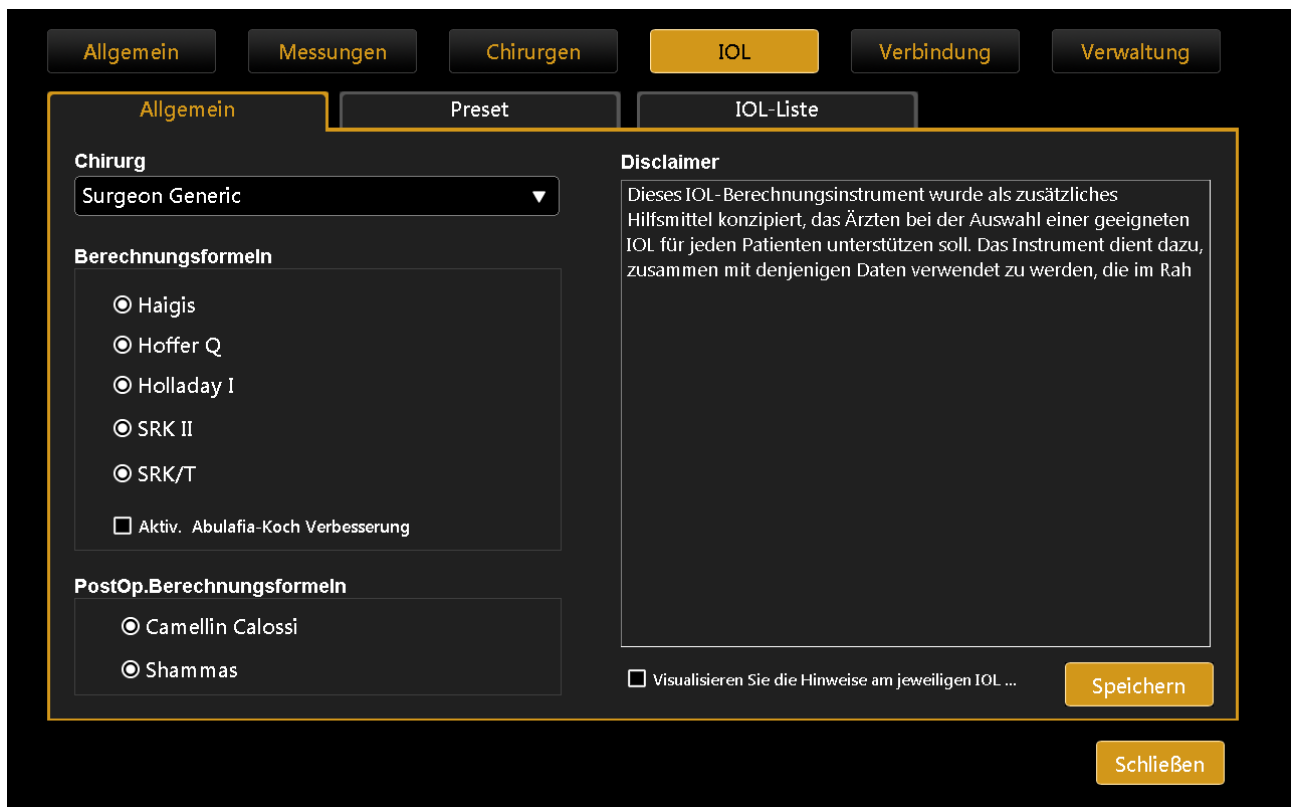 Allgemein Messungen Chirurgen IOL Verbindung Verwaltung
Allgemein Preset IOL-Liste
Chirurg
Surgeon Generic
Berechnungsformeln
Haigis
Hoffer Q
Holladay I
SRK II
SRK/T
Aktiv. Abulafia-Koch Verbesserung
PostOp.Berechnungsformeln
Camellin Calossi
Shammas
Disclaimer
Dieses IOL-Berechnungsinstrument wurde als zusätzliches
Hilfsmittel konzipiert, das Ärzten bei der Auswahl einer geeigneten
IOL für jeden Patienten unterstützen soll. Das Instrument dient dazu,
zusammen mit denjenigen Daten verwendet zu werden, die im Rah
Visualisieren Sie die Hinweise am jeweiligen IOL ...
Speichern
Schließen